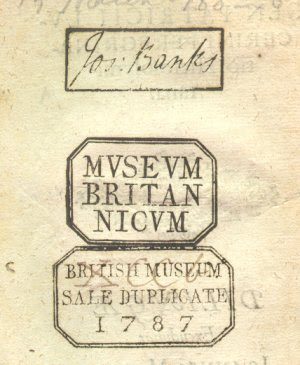 Jos: Banks
MVSEVM
BRITAN
NICVM
BRITISH MUSEUM
SALE DUPLICATE
1787